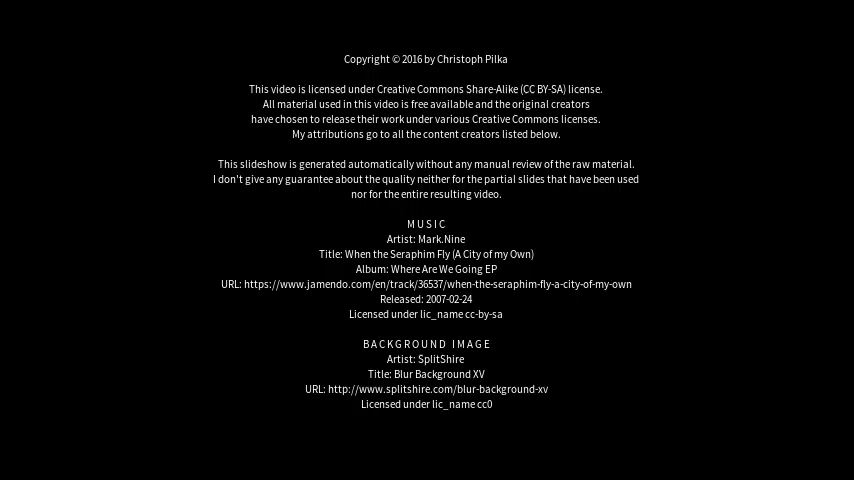 Copyright © 2016 by Christoph Pilka
This video is licensed under Creative Commons Share-Alike (CC BY-SA) license.
All material used in this video is free available and the original creators
have chosen to release their work under various Creative Commons licenses.
My attributions go to all the content creators listed below.
This slideshow is generated automatically without any manual review of the raw material.
I don't give any guarantee about the quality neither for the partial slides that have been used
nor for the entire resulting video.
M U S I C
Artist: Mark.Nine
Title: When the Seraphim Fly (A City of my Own)
Album: Where Are We Going EP
URL: https://www.jamendo.com/en/track/36537/when-the-seraphim-fly-a-city-of-my-own
Released: 2007-02-24
Licensed under lic_name cc-by-sa
B A C K G R O U N D   I M A G E
Artist: SplitShire
Title: Blur Background XV
URL: http://www.splitshire.com/blur-background-xv
Licensed under lic_name cc0